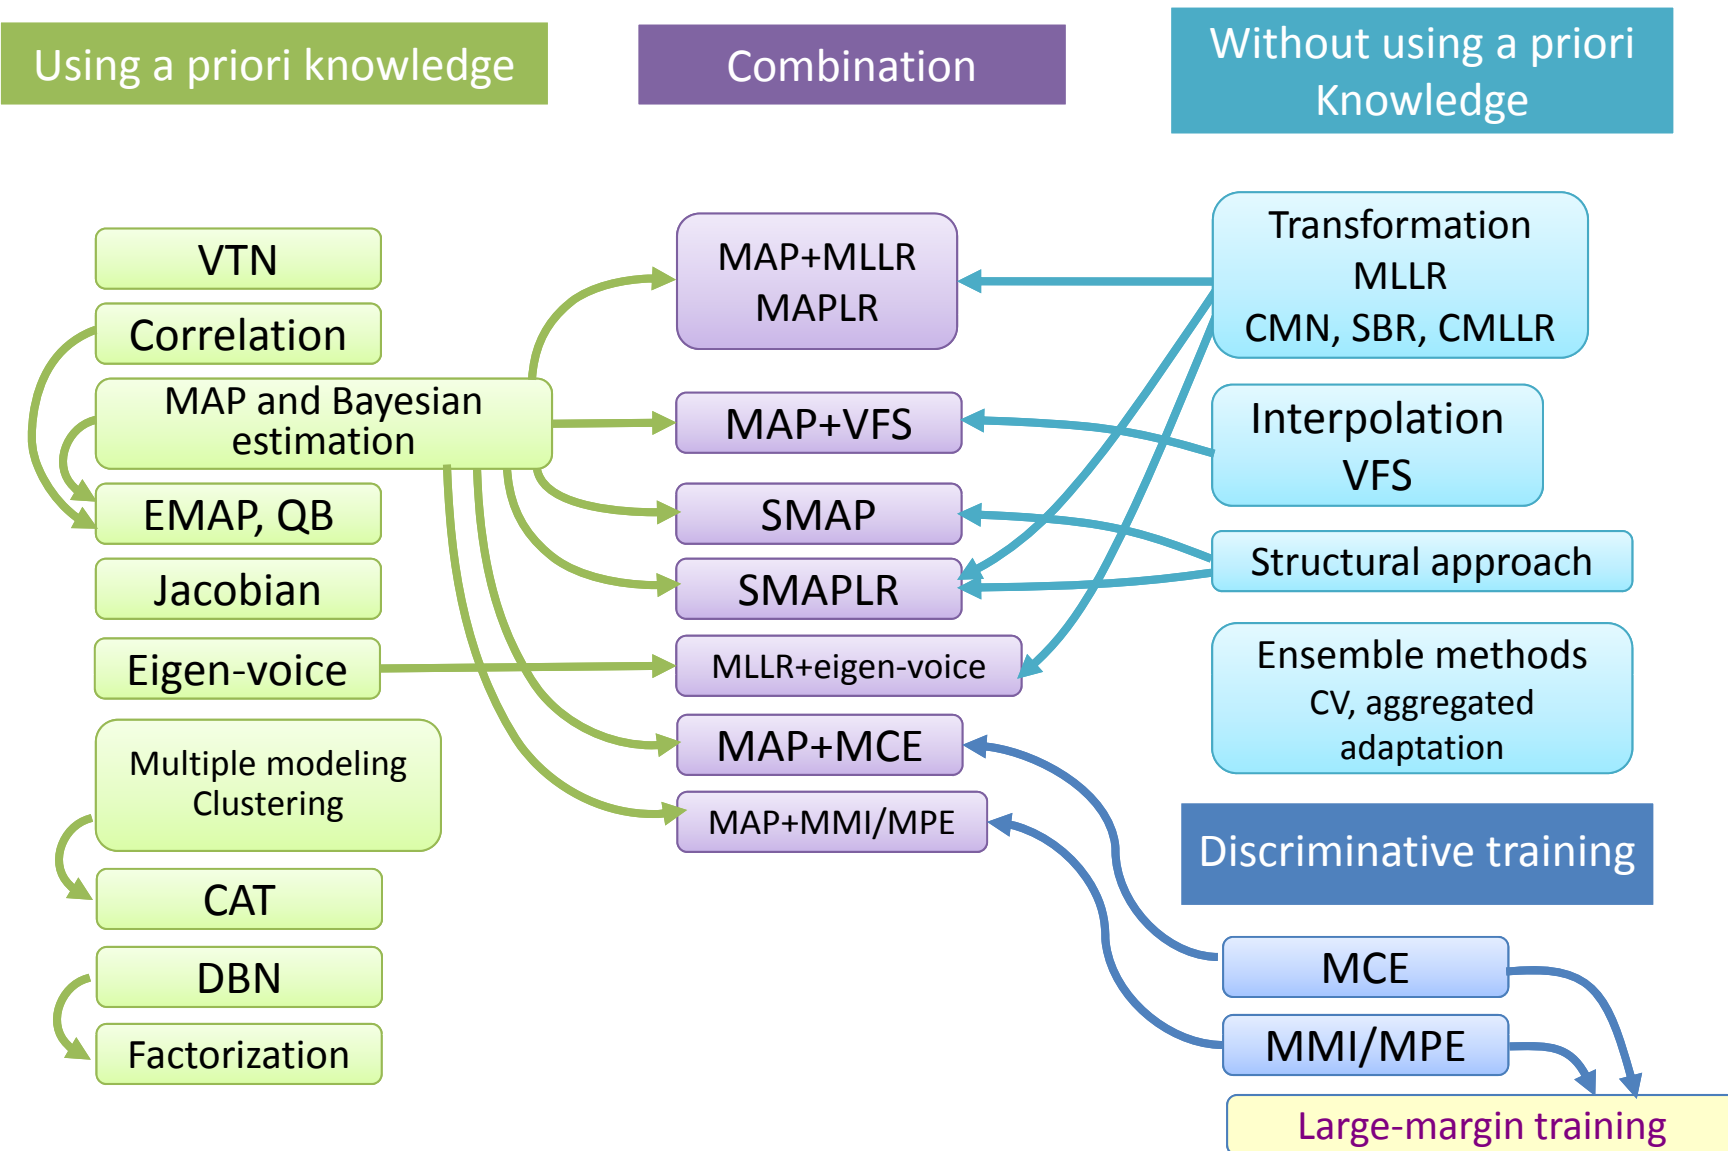 Using a priori knowledge
Combination
Without using a priori
Knowledge
VTN
Correlation
MAP and Bayesian
estimation
EMAP, QB
Jacobian
Eigen-voice
Multiple modeling
Clustering
CAT
DBN
Factorization
MAP+MLLR
MAPLR
MAP+VFS
SMAP
SMAPLR
MLLR+eigen-voice
MAP+MCE
MAP+MMI/MPE
Transformation
MLLR
CMN, SBR, CMLLR
Interpolation
VFS
Structural approach
Ensemble methods
CV, aggregated
adaptation
Discriminative training
MCE
MMI/MPE
Large-margin training